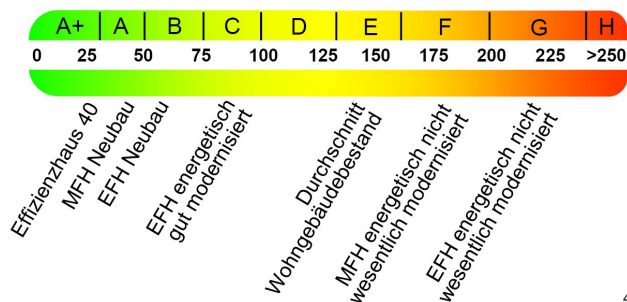 A+ A B C D E F G H
0 25 50 75 100 125 150 175 200 225 >250
Effizienzhaus 40
MFH Neubau
EFH Neubau
EFH energetisch
gut modernisiert
Durchschnitt
Wohngebäudebestand
MFH energetisch nicht
wesentlich modernisiert
EFH energetisch nicht
wesentlich modernisiert
4